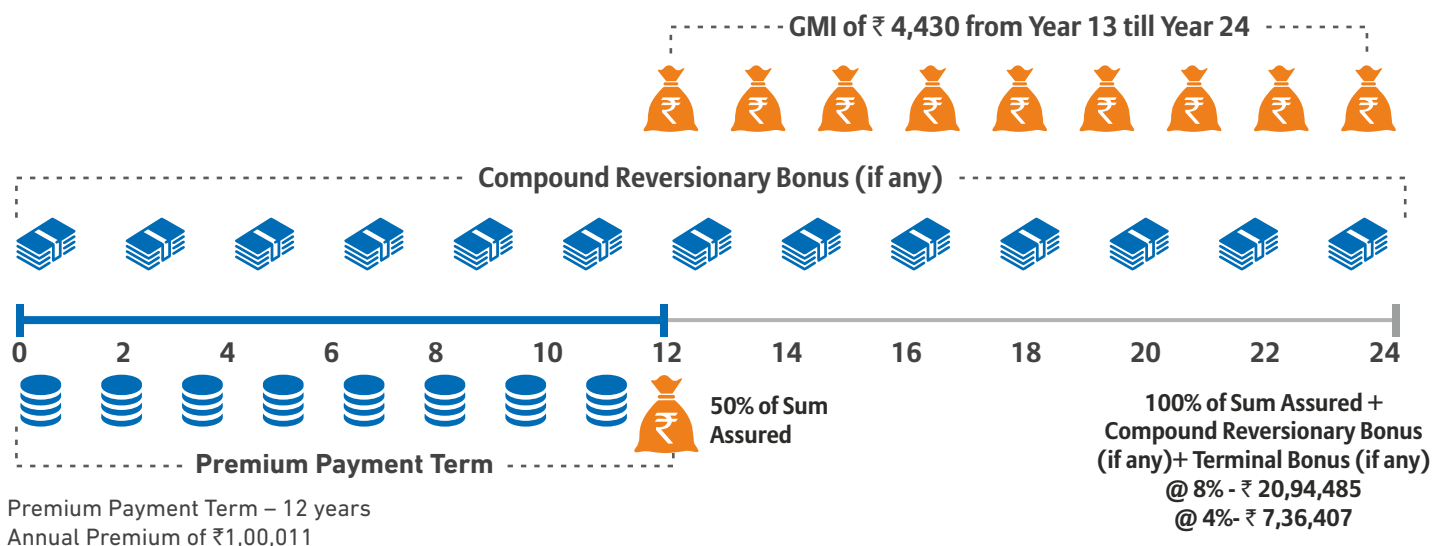 GMI of ₹ 4,430 from Year 13 till Year 24
₹ ₹ ₹ ₹ ₹ ₹ ₹ ₹ ₹
Compound Reversionary Bonus (if any)
0 2 4 6 8 10 12 14 16 18 20 22 24
₹
50% of Sum
Assured
100% of Sum Assured +
Compound Reversionary Bonus
(if any)+ Terminal Bonus (if any)
@ 8% - ₹ 20,94,485
@ 4%- ₹ 7,36,407
Premium Payment Term
Premium Payment Term – 12 years
Annual Premium of ₹1,00,011